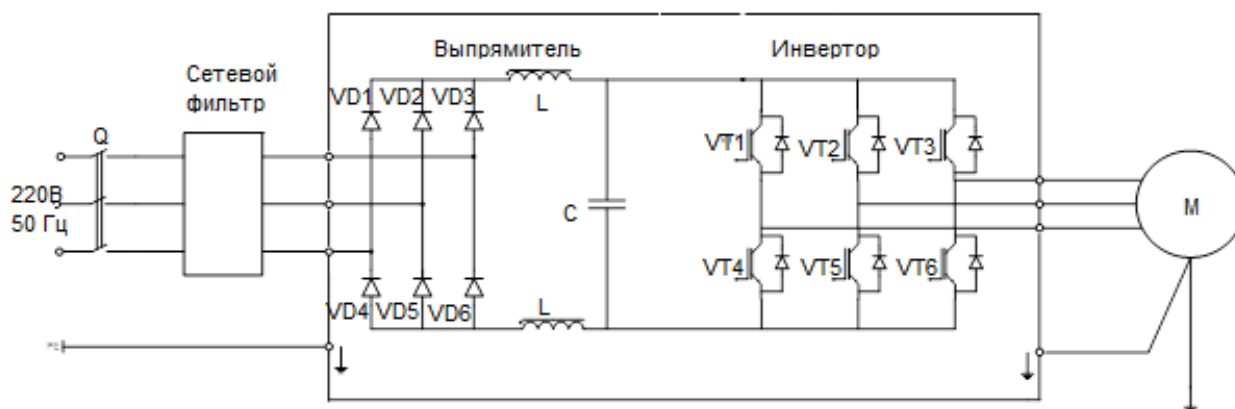 Выпрямитель
Инвертор
Сетевой
фильтр
VD1
VD2
VD3
L
Q
VT1
VT2
VT3
220В
50 Гц
C
M
VT4
VT5
VT6
VD4
VD5
VD6
L